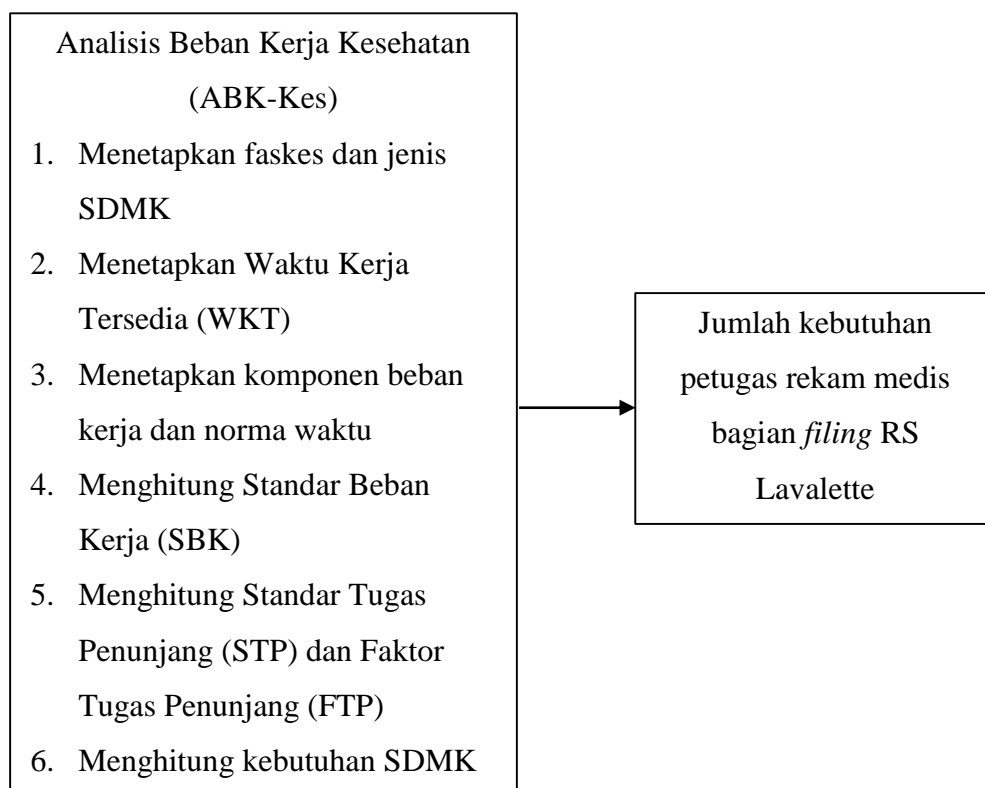 Analisis Beban Kerja Kesehatan
(ABK-Kes)
1. Menetapkan faskes dan jenis
SDMK
2. Menetapkan Waktu Kerja
Tersedia (WKT)
3. Menetapkan komponen beban
kerja dan norma waktu
4. Menghitung Standar Beban
Kerja (SBK)
5. Menghitung Standar Tugas
Penunjang (STP) dan Faktor
Tugas Penunjang (FTP)
6. Menghitung kebutuhan SDMK
Jumlah kebutuhan
petugas rekam medis
bagian filing RS
Lavalette